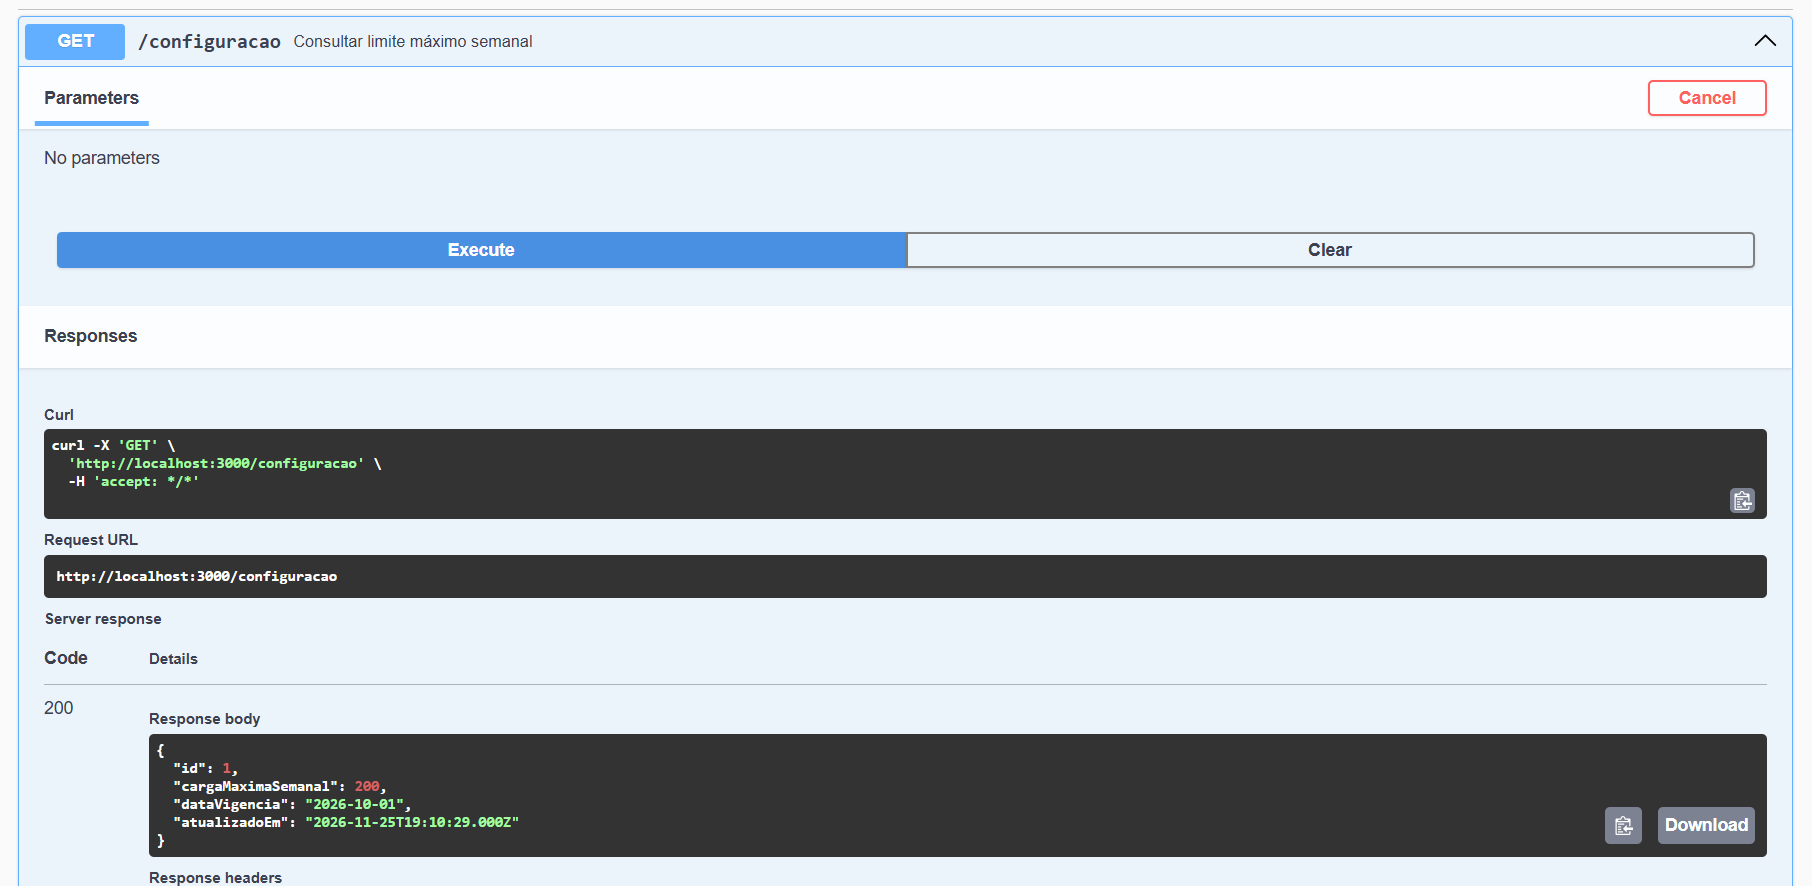 GET /configuracao Consultar limite máximo semanal
Parameters
Cancel
No parameters
Execute
Clear
Responses
Curl
curl -X 'GET' \
  'http://localhost:3000/configuracao' \
  -H 'accept: */*'
Request URL
http://localhost:3000/configuracao
Server response
Code Details
200
Response body
{
  "id": 1,
  "cargaMaximaSemanal": 200,
  "dataVigencia": "2026-10-01",
  "atualizadoEm": "2026-11-25T19:10:29.000Z"
}
Download
Response headers